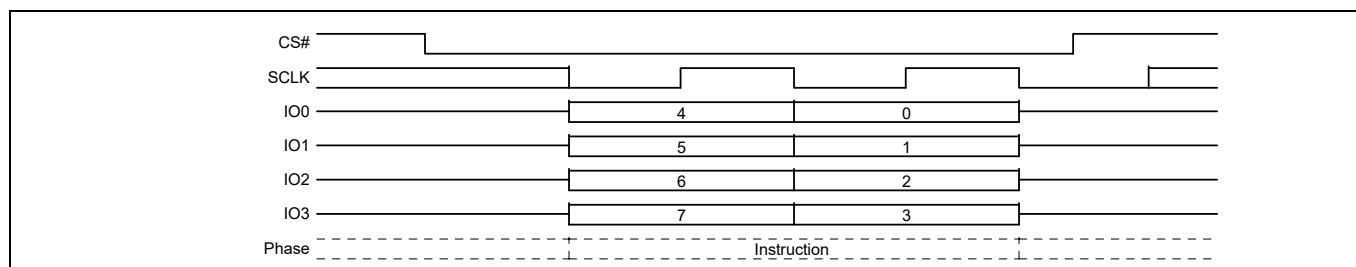 CS#
SCLK
IO0 4 0
IO1 5 1
IO2 6 2
IO3 7 3
Phase Instruction